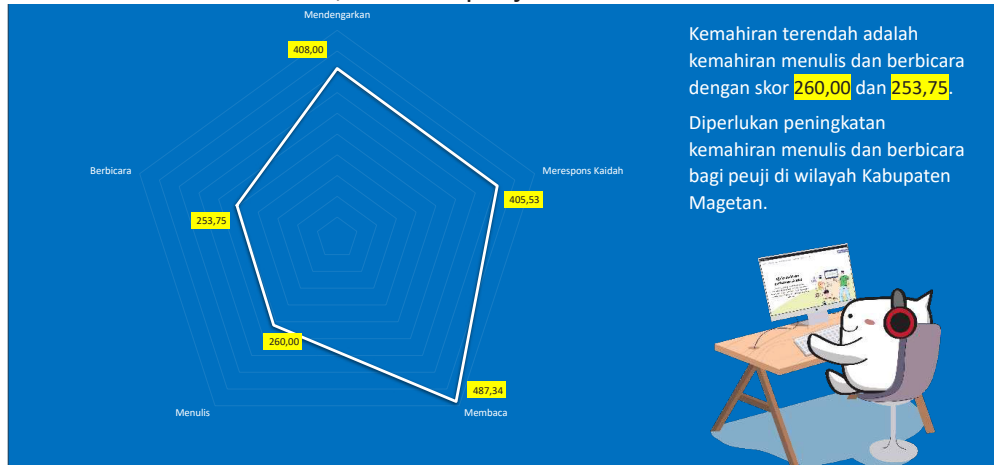 Mendengarkan
408,00
Berbicara
Merespons Kaidah
405,53
253,75
260,00
487,34
Menulis
Membaca
Kemahiran terendah adalah
kemahiran menulis dan berbicara
dengan skor 260,00 dan 253,75.
Diperlukan peningkatan
kemahiran menulis dan berbicara
bagi peuji di wilayah Kabupaten
Magetan.